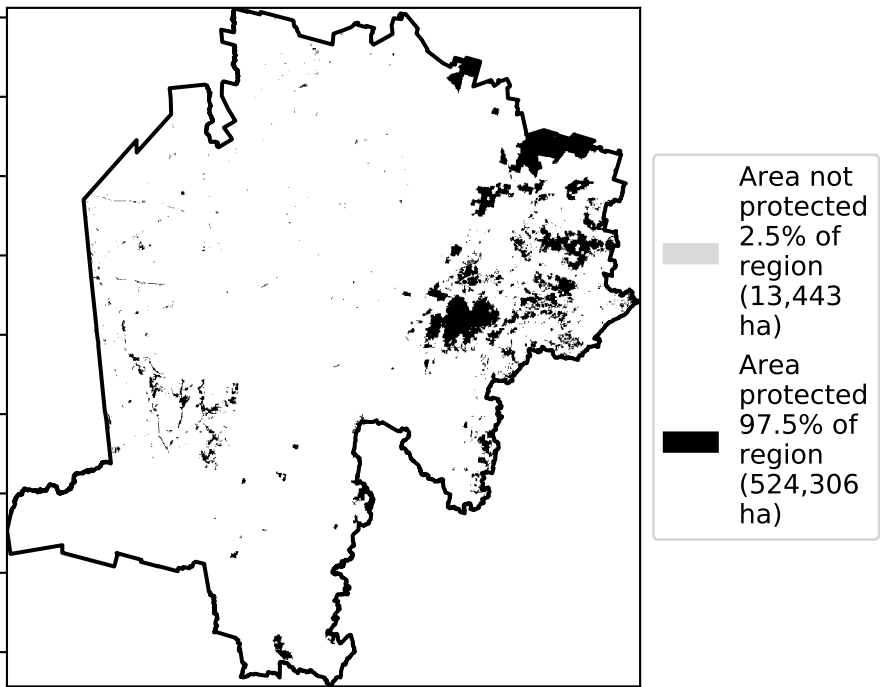 Area not
protected
2.5% of
region
(13,443
ha)
Area
protected
97.5% of
region
(524,306
ha)